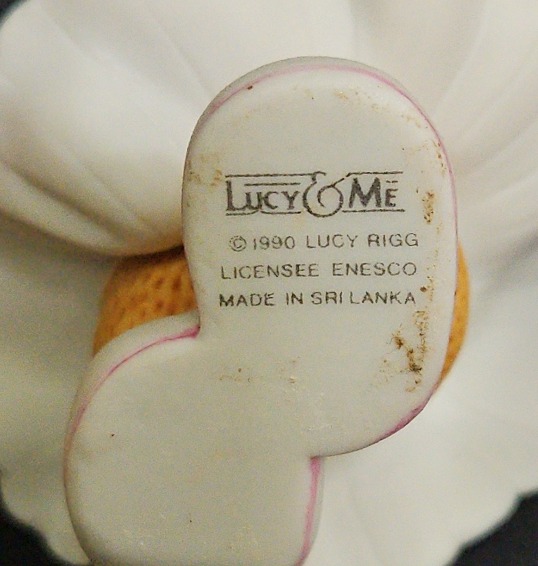 LUCY & ME
© 1990 LUCY RIGG
LICENSEE ENESCO
MADE IN SRI LANKA